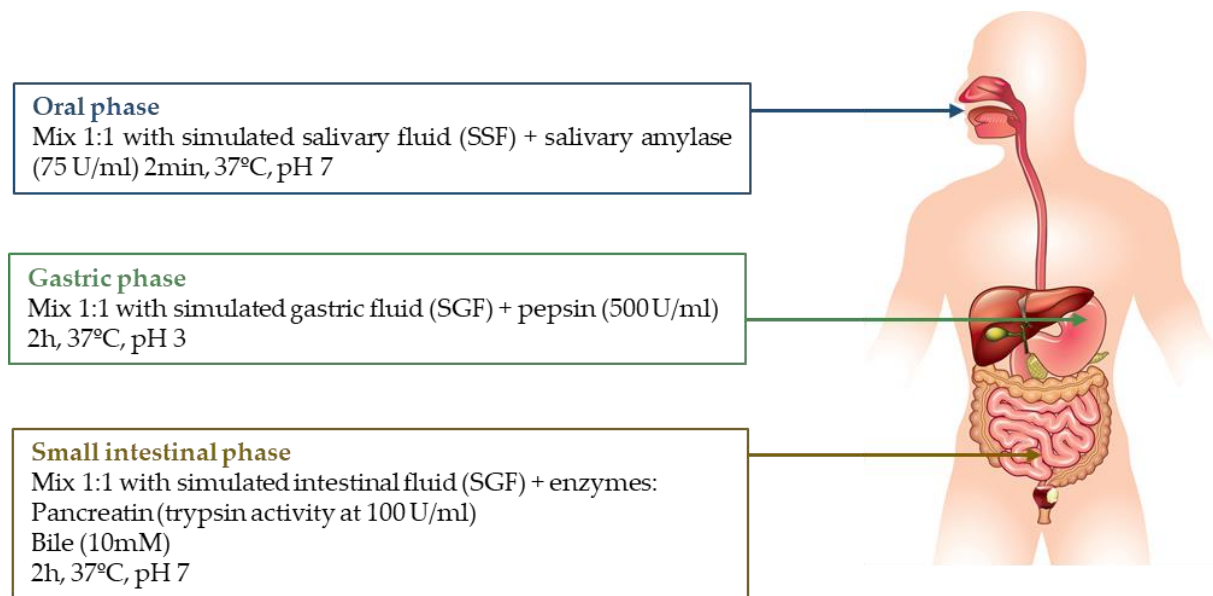 Oral phase
Mix 1:1 with simulated salivary fluid (SSF) + salivary amylase
(75 U/ml) 2min, 37ºC, pH 7
Gastric phase
Mix 1:1 with simulated gastric fluid (SGF) + pepsin (500 U/ml)
2h, 37ºC, pH 3
Small intestinal phase
Mix 1:1 with simulated intestinal fluid (SGF) + enzymes:
Pancreatin (trypsin activity at 100 U/ml)
Bile (10mM)
2h, 37ºC, pH 7